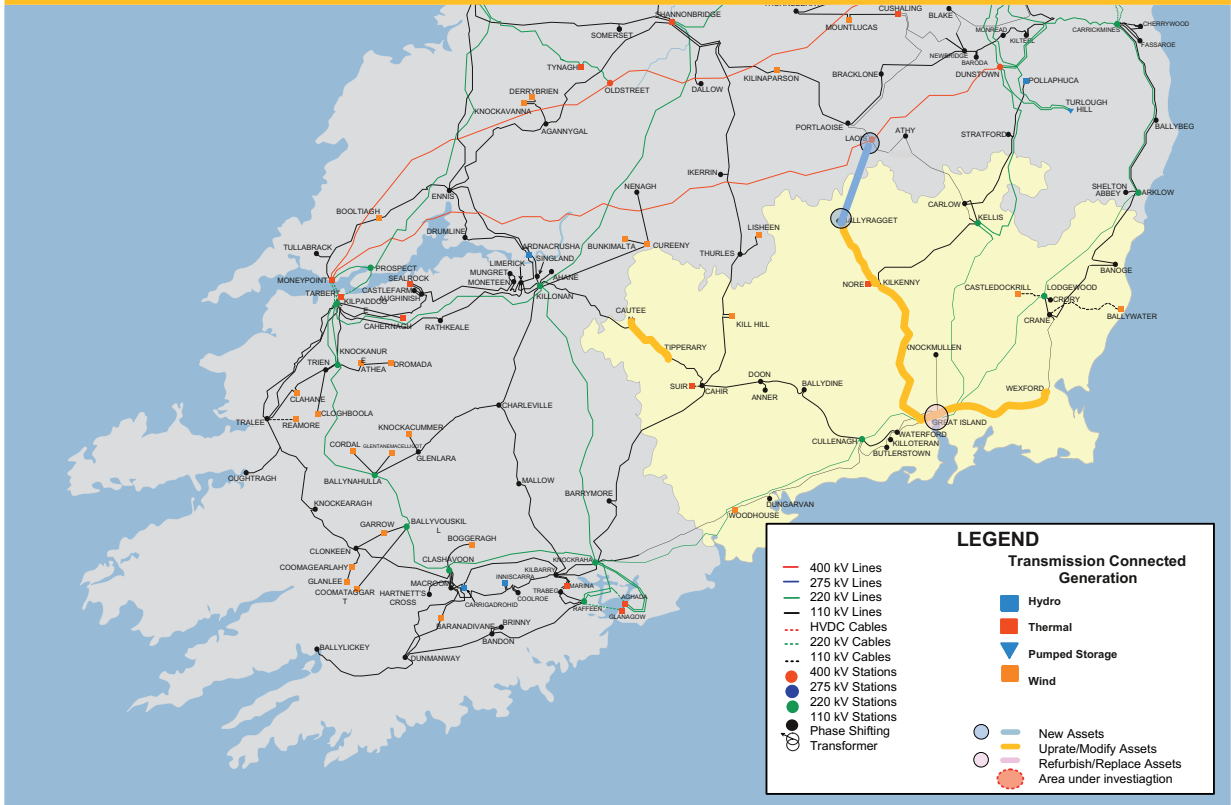 SHANNONBRIDGE
CUSHALING
BLAKE
MOUNTLUCAS
SOMERSET
MONREAD
KILTEEL
CARRICKMINES
CHERRYWOOD
FASSAROE
NEWBRIDGE
BARODA
TYNAGH
OLDSTREET
DALLOW
KILINAPARSON
BRACKLONE
DUNSTOWN
POLLAPHUCA
DERRYBRIEN
KNOCKAVANNA
AGANNYGAL
TURLOUGH
HILL
PORTLAOISE
LAOIS
ATHY
STRATFORD
BALLYBEG
IKERRIN
NENAGH
ENNIS
SHELTON
ABBEY
ARKLOW
BOOLTIAGH
CARLOW
KELLIS
BALLYRAGGET
DRUMLINE
LISHEEN
TULLABRACK
ARDNACRUSHA
BUNKIMALTA
CUREENY
THURLES
LIMERICK
SINGLAND
PROSPECT
MUNGRET
AHANE
BANOGE
MONEYPOINT
SEALROCK
MONETEEN
CASTLEFARM
AUGHINISH
KILLONAN
NORE
KILKENNY
CASTLEDOCKRILL
LODGEWOOD
CRORY
TARBERT
KILPADDOG
E
CAHERNAGH
RATHKEALE
CAUTEE
KILL HILL
CRANE
BALLYWATER
TIPPERARY
KNOCKMULLEN
KNOCKANUR
E
TRIEN
ATHEA
DROMADA
SUIR
CAHIR
DOON
ANNER
BALLYDINE
WEXFORD
CLAHANE
CLOGHBOOLA
CHARLEVILLE
TRALEE
REAMORE
KNOCKACUMMER
GREAT ISLAND
CORDAL
GLENTANEMACELLIGOT
GLENLARA
CULLENAGH
WATERFORD
KILLOTERAN
BUTLERSTOWN
OUGHTRAGH
BALLYNAHULLA
MALLOW
BARRYMORE
DUNGARVAN
WOODHOUSE
KNOCKEARAGH
GARROW
BALLYVOUSKIL
L
BOGGERAGH
CLONKEEN
CLASHAVOON
KNOCKRAHA
COOMAGEARLAHY
KILBARRY
GLANLEE
MACROOM
INNISCARRA
MARINA
COOMATAGGAR
T
HARTNETT'S
CROSS
COOLROE
TRABEG
AGHADA
CARRIGADROHID
RAFFEEN
GLANAGOW
BARANADIVANE
BRINNY
BANDON
BALLYLICKEY
DUNMANWAY
LEGEND
400 kV Lines
275 kV Lines
220 kV Lines
110 kV Lines
HVDC Cables
220 kV Cables
110 kV Cables
400 kV Stations
275 kV Stations
220 kV Stations
110 kV Stations
Phase Shifting
Transformer
Transmission Connected
Generation
Hydro
Thermal
Pumped Storage
Wind
New Assets
Uprate/Modify Assets
Refurbish/Replace Assets
Area under investiagtion